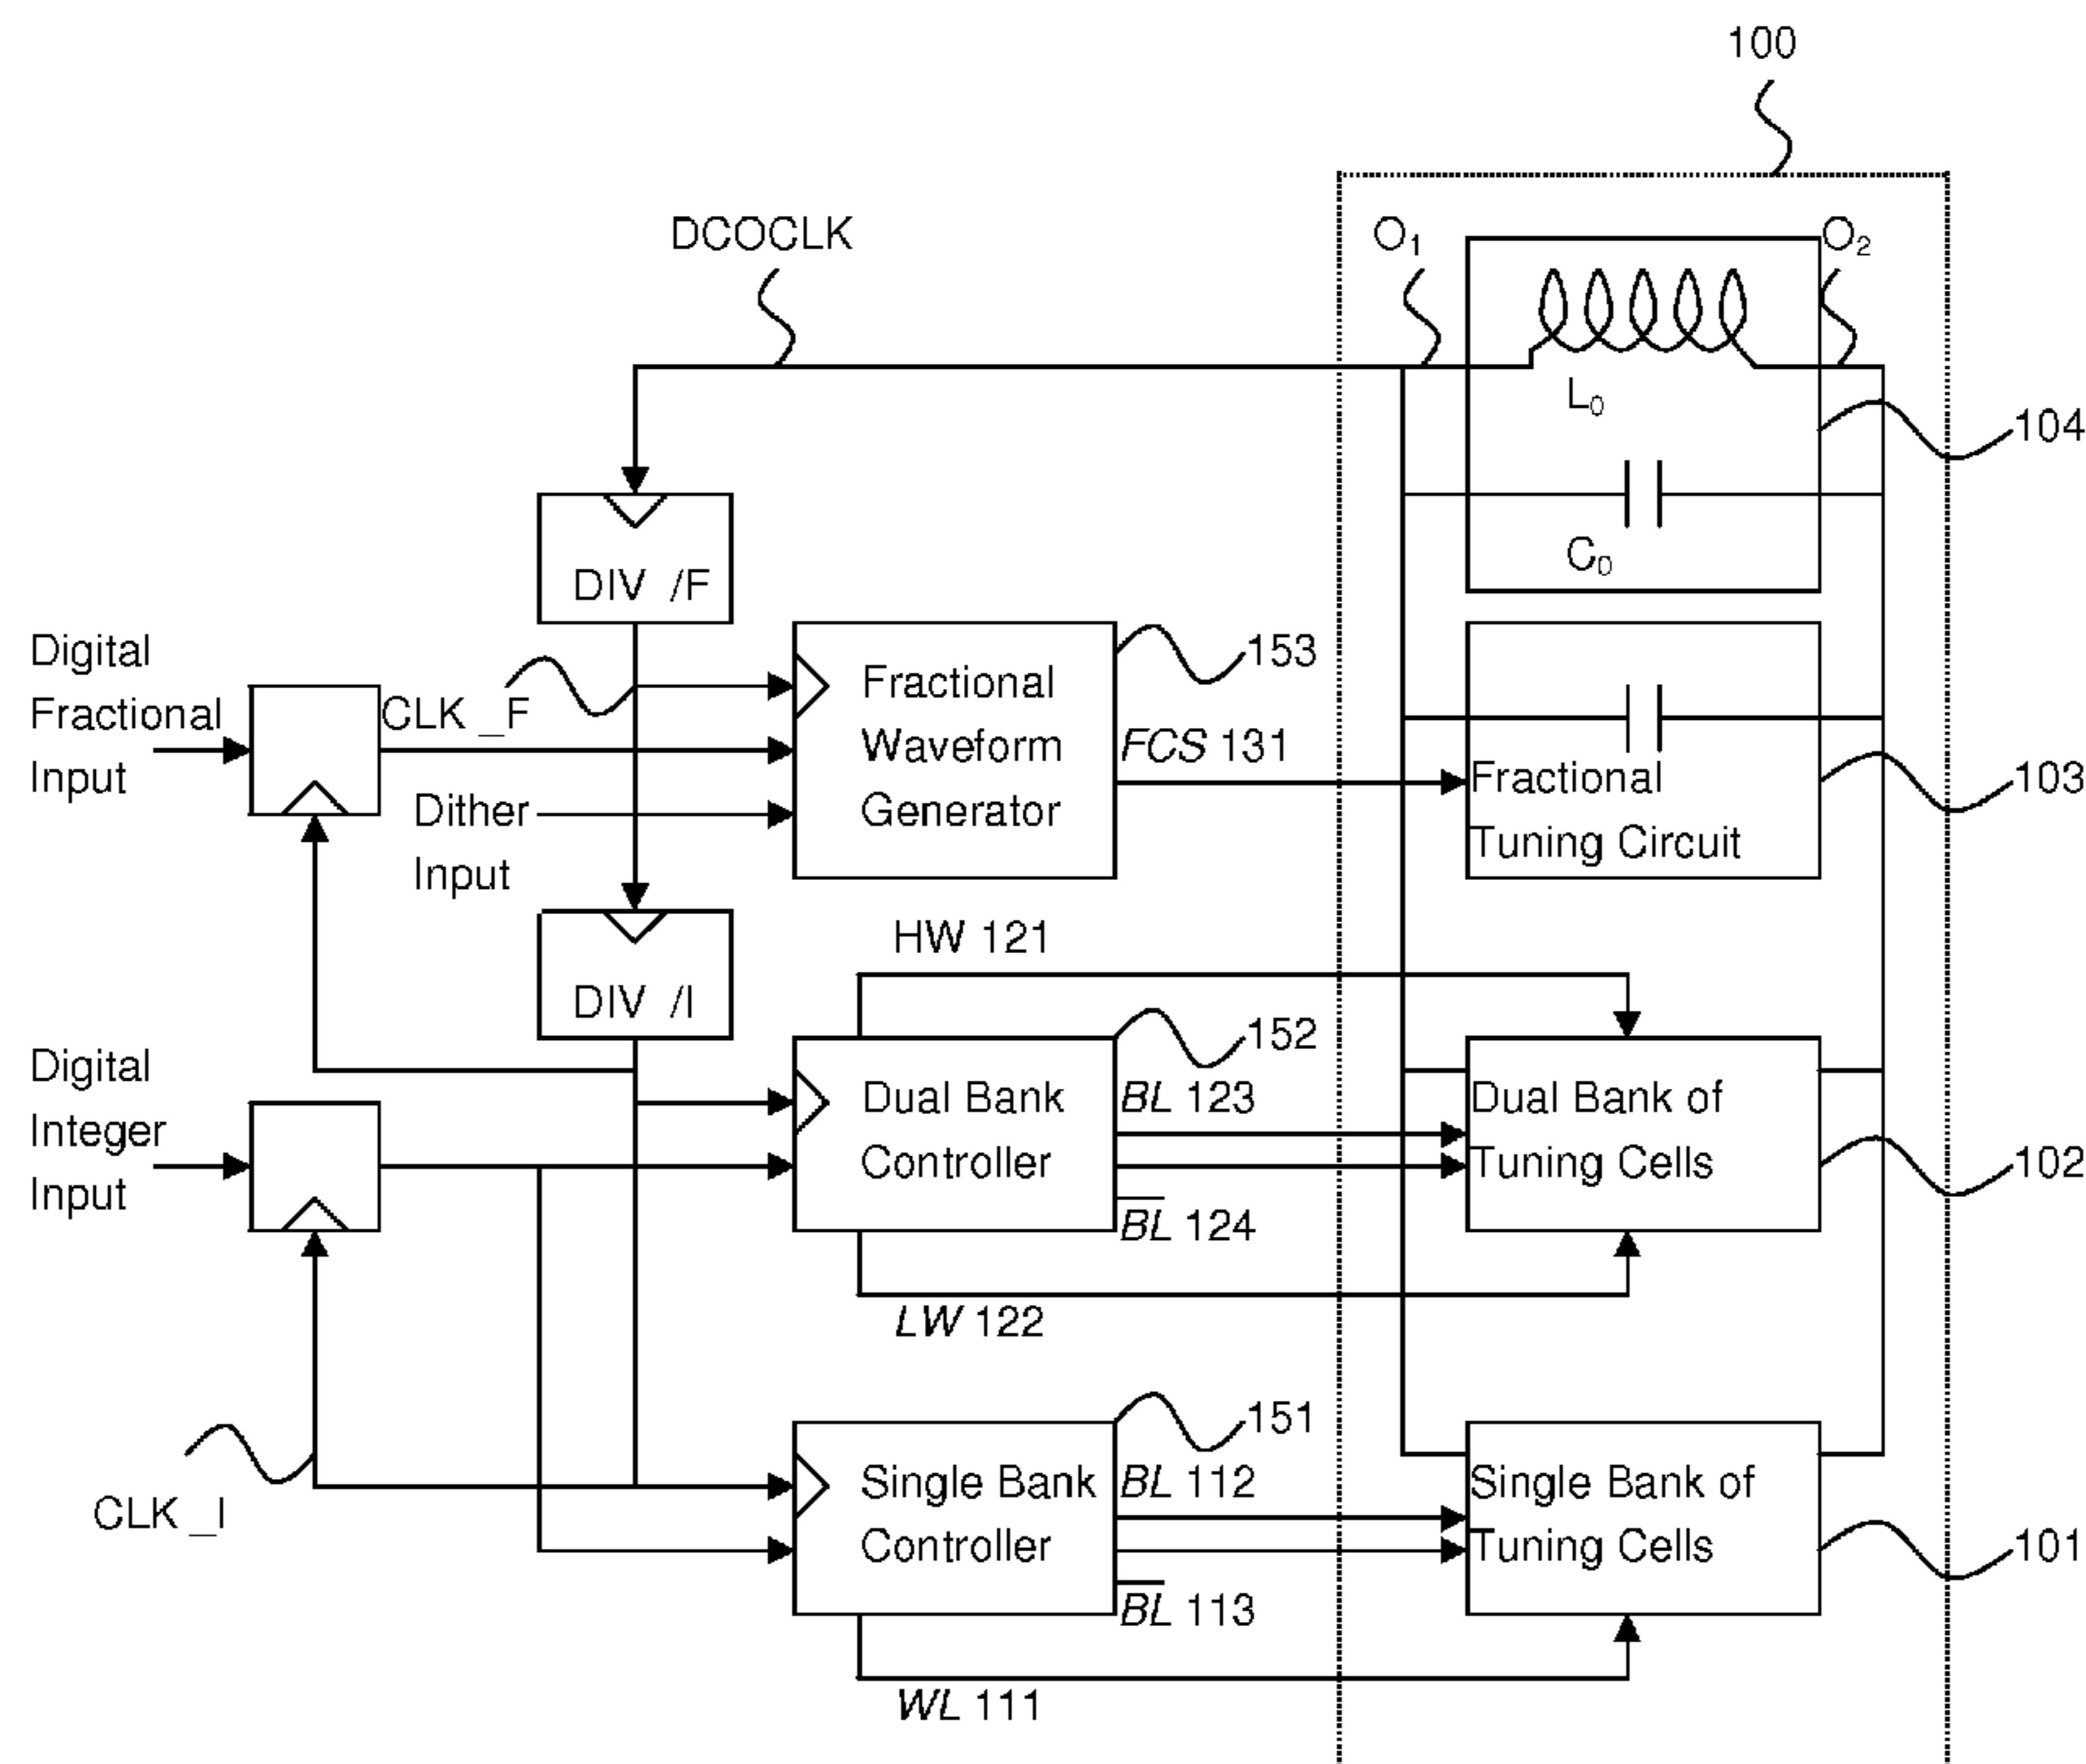 100
DCOCLK
O1
O2
L0
104
C0
DIV /F
Digital
Fractional
Input
CLK _F
Dither
Input
Fractional
Waveform
Generator
153
FCS 131
Fractional
Tuning Circuit
103
DIV /I
HW 121
Digital
Integer
Input
Dual Bank
Controller
152
BL 123
BL 124
Dual Bank of
Tuning Cells
102
LW 122
CLK _I
Single Bank
Controller
151
BL 112
BL 113
Single Bank of
Tuning Cells
101
WL 111